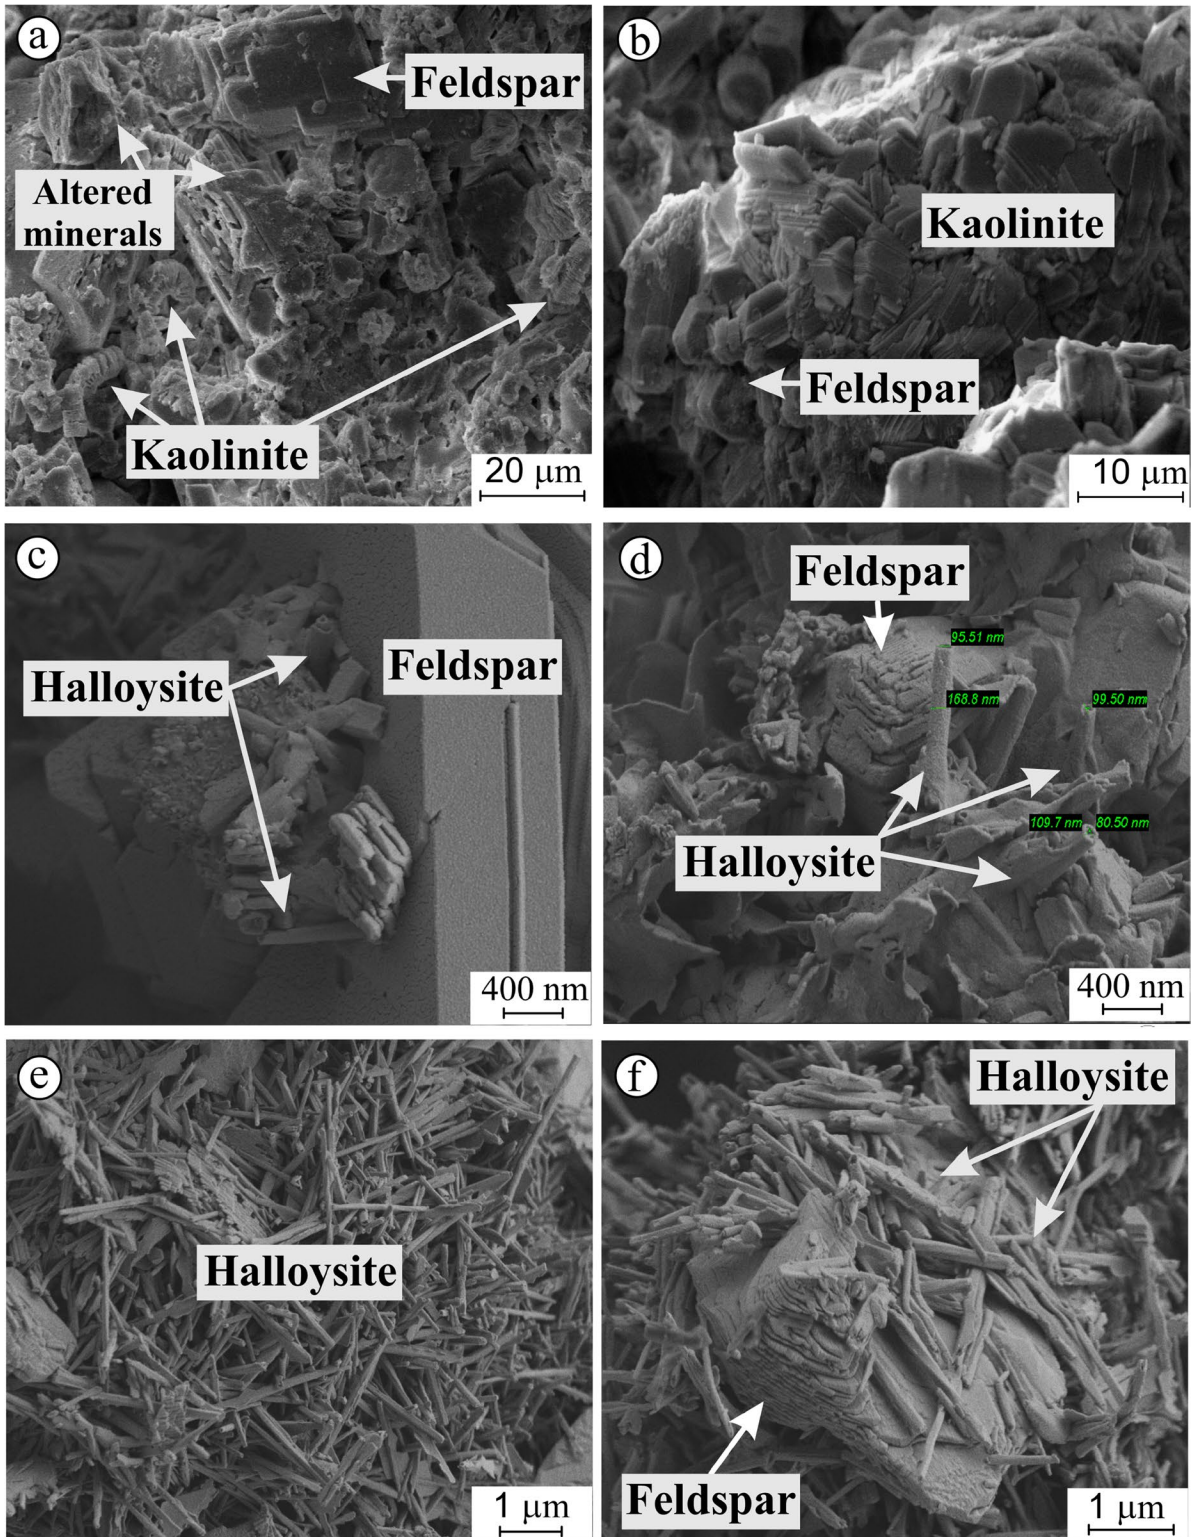 a
Feldspar
Altered
minerals
Kaolinite
20 µm
b
Kaolinite
Feldspar
10 µm
c
Halloysite
Feldspar
400 nm
d
Feldspar
95.51 nm
168.8 nm
99.50 nm
109.7 nm
80.50 nm
Halloysite
400 nm
e
Halloysite
1 µm
f
Halloysite
Feldspar
1 µm